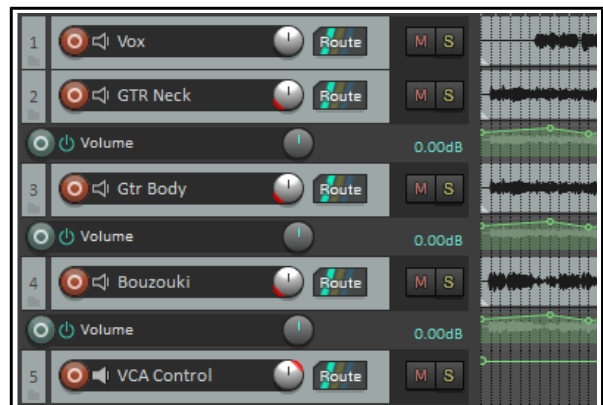 1 Vox Route M S
2 GTR Neck Route M S
Volume 0.00dB
3 Gtr Body Route M S
Volume 0.00dB
4 Bouzouki Route M S
Volume 0.00dB
5 VCA Control Route M S